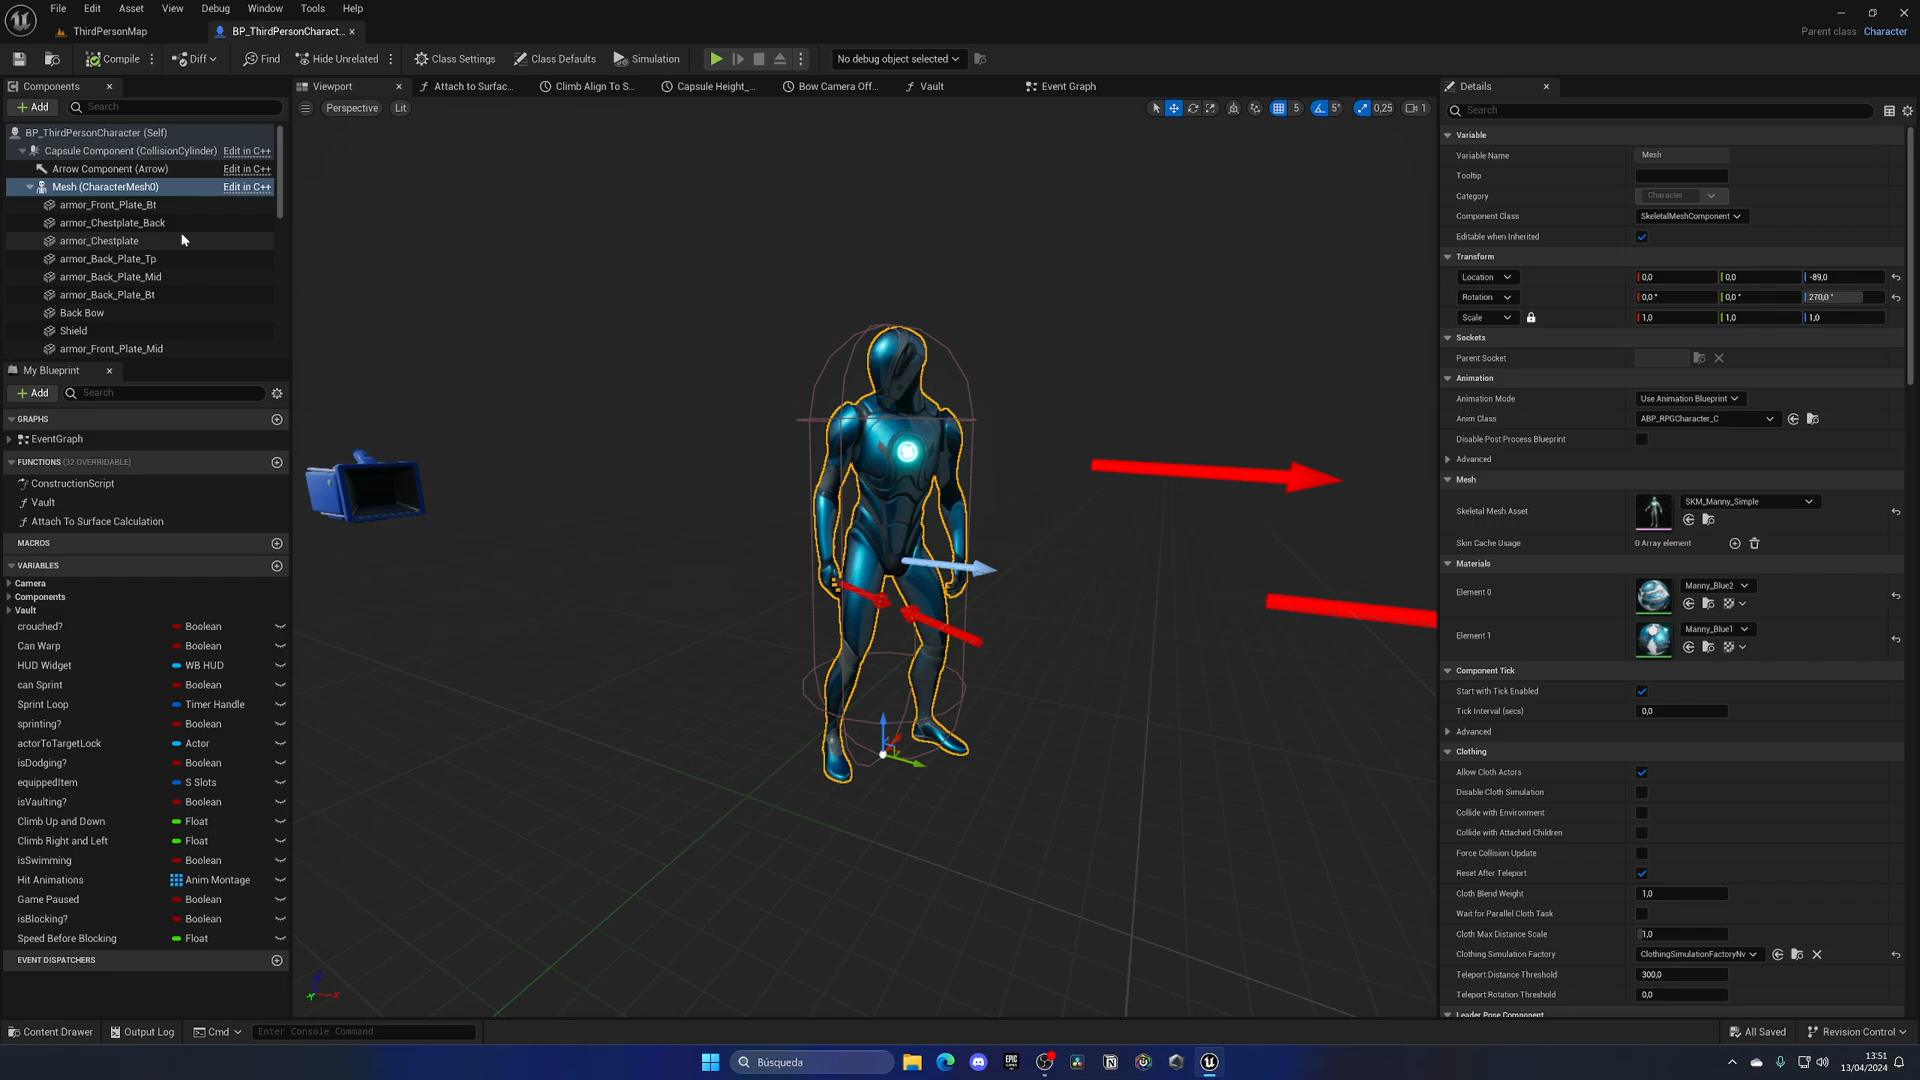 File Edit Asset View Debug Window Tools Help
ThirdPersonMap
BP_ThirdPersonCharact...
Parent class: Character
Compile
Diff
Find
Hide Unrelated
Class Settings
Class Defaults
Simulation
No debug object selected
Components
Viewport
Attach to Surfac...
Climb Align To S...
Capsule Height_...
Bow Camera Off...
Vault
Event Graph
Details
Add
Search
Perspective
Lit
5
5°
0,25
1
Search
BP_ThirdPersonCharacter (Self)
Capsule Component (CollisionCylinder) Edit in C++
Arrow Component (Arrow) Edit in C++
Mesh (CharacterMesh0) Edit in C++
armor_Front_Plate_Bt
armor_Chestplate_Back
armor_Chestplate
armor_Back_Plate_Tp
armor_Back_Plate_Mid
armor_Back_Plate_Bt
Back Bow
Shield
armor_Front_Plate_Mid
My Blueprint
Add
Search
GRAPHS
EventGraph
FUNCTIONS (32 OVERRIDABLE)
ConstructionScript
Vault
Attach To Surface Calculation
MACROS
VARIABLES
Camera
Components
Vault
crouched? Boolean
Can Warp Boolean
HUD Widget WB HUD
can Sprint Boolean
Sprint Loop Timer Handle
sprinting? Boolean
actorToTargetLock Actor
isDodging? Boolean
equippedItem S Slots
isVaulting? Boolean
Climb Up and Down Float
Climb Right and Left Float
isSwimming Boolean
Hit Animations Anim Montage
Game Paused Boolean
isBlocking? Boolean
Speed Before Blocking Float
EVENT DISPATCHERS
Variable
Variable Name Mesh
Tooltip
Category Character
Component Class SkeletalMeshComponent
Editable when Inherited
Transform
Location 0,0 0,0 -89,0
Rotation 0,0 ° 0,0 ° 270,0 °
Scale 1,0 1,0 1,0
Sockets
Parent Socket
Animation
Animation Mode Use Animation Blueprint
Anim Class ABP_RPGCharacter_C
Disable Post Process Blueprint
Advanced
Mesh
Skeletal Mesh Asset SKM_Manny_Simple
Skin Cache Usage 0 Array element
Materials
Element 0 Manny_Blue2
Element 1 Manny_Blue1
Component Tick
Start with Tick Enabled
Tick Interval (secs) 0,0
Advanced
Clothing
Allow Cloth Actors
Disable Cloth Simulation
Collide with Environment
Collide with Attached Children
Force Collision Update
Reset After Teleport
Cloth Blend Weight 1,0
Wait for Parallel Cloth Task
Cloth Max Distance Scale 1,0
Clothing Simulation Factory ClothingSimulationFactoryNv
Teleport Distance Threshold 300,0
Teleport Rotation Threshold 0,0
Leader Pose Component
Z
Y X
Content Drawer
Output Log
Cmd
Enter Console Command
All Saved
Revision Control
Búsqueda
EPIC GAMES
13:51
13/04/2024